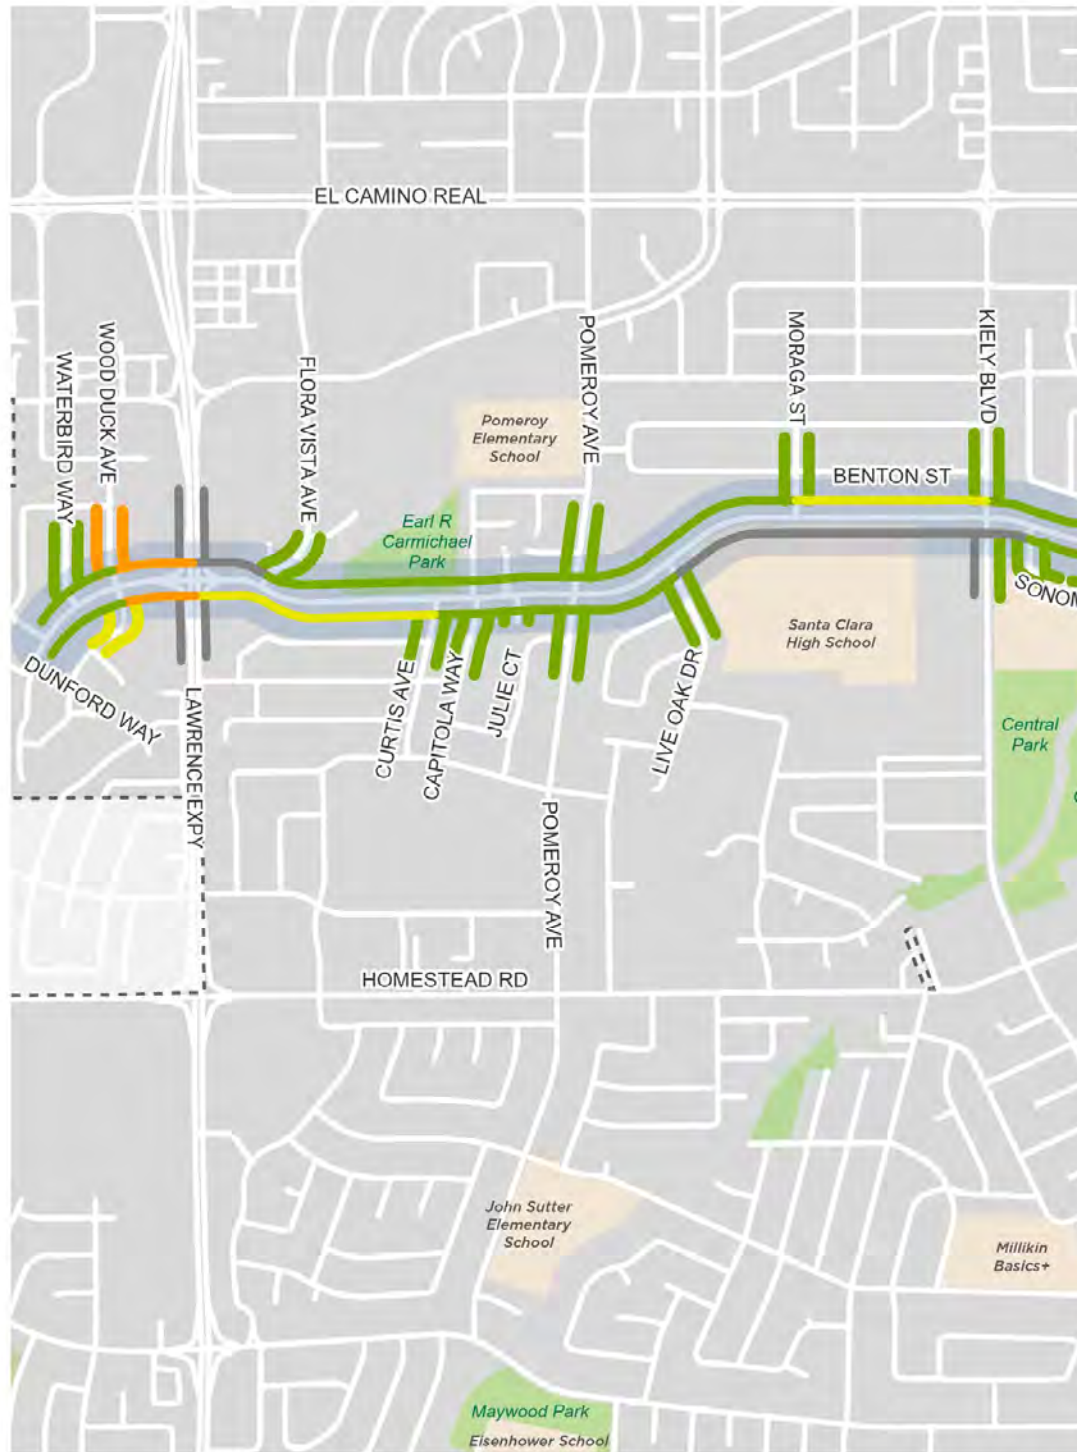 EL CAMINO REAL
WATERBIRD WAY
WOOD DUCK AVE
FLORA VISTA AVE
POMEROY AVE
MORAGA ST
KIELY BLVD
Pomeroy
Elementary
School
BENTON ST
Earl R
Carmichael
Park
SONOM
Santa Clara
High School
DUNFORD WAY
LAWRENCE EXPY
CURTIS AVE
CAPITOLA WAY
JULIE CT
LIVE OAK DR
Central
Park
POMEROY AVE
HOMESTEAD RD
John Sutter
Elementary
School
Millikin
Basics+
Maywood Park
Eisenhower School